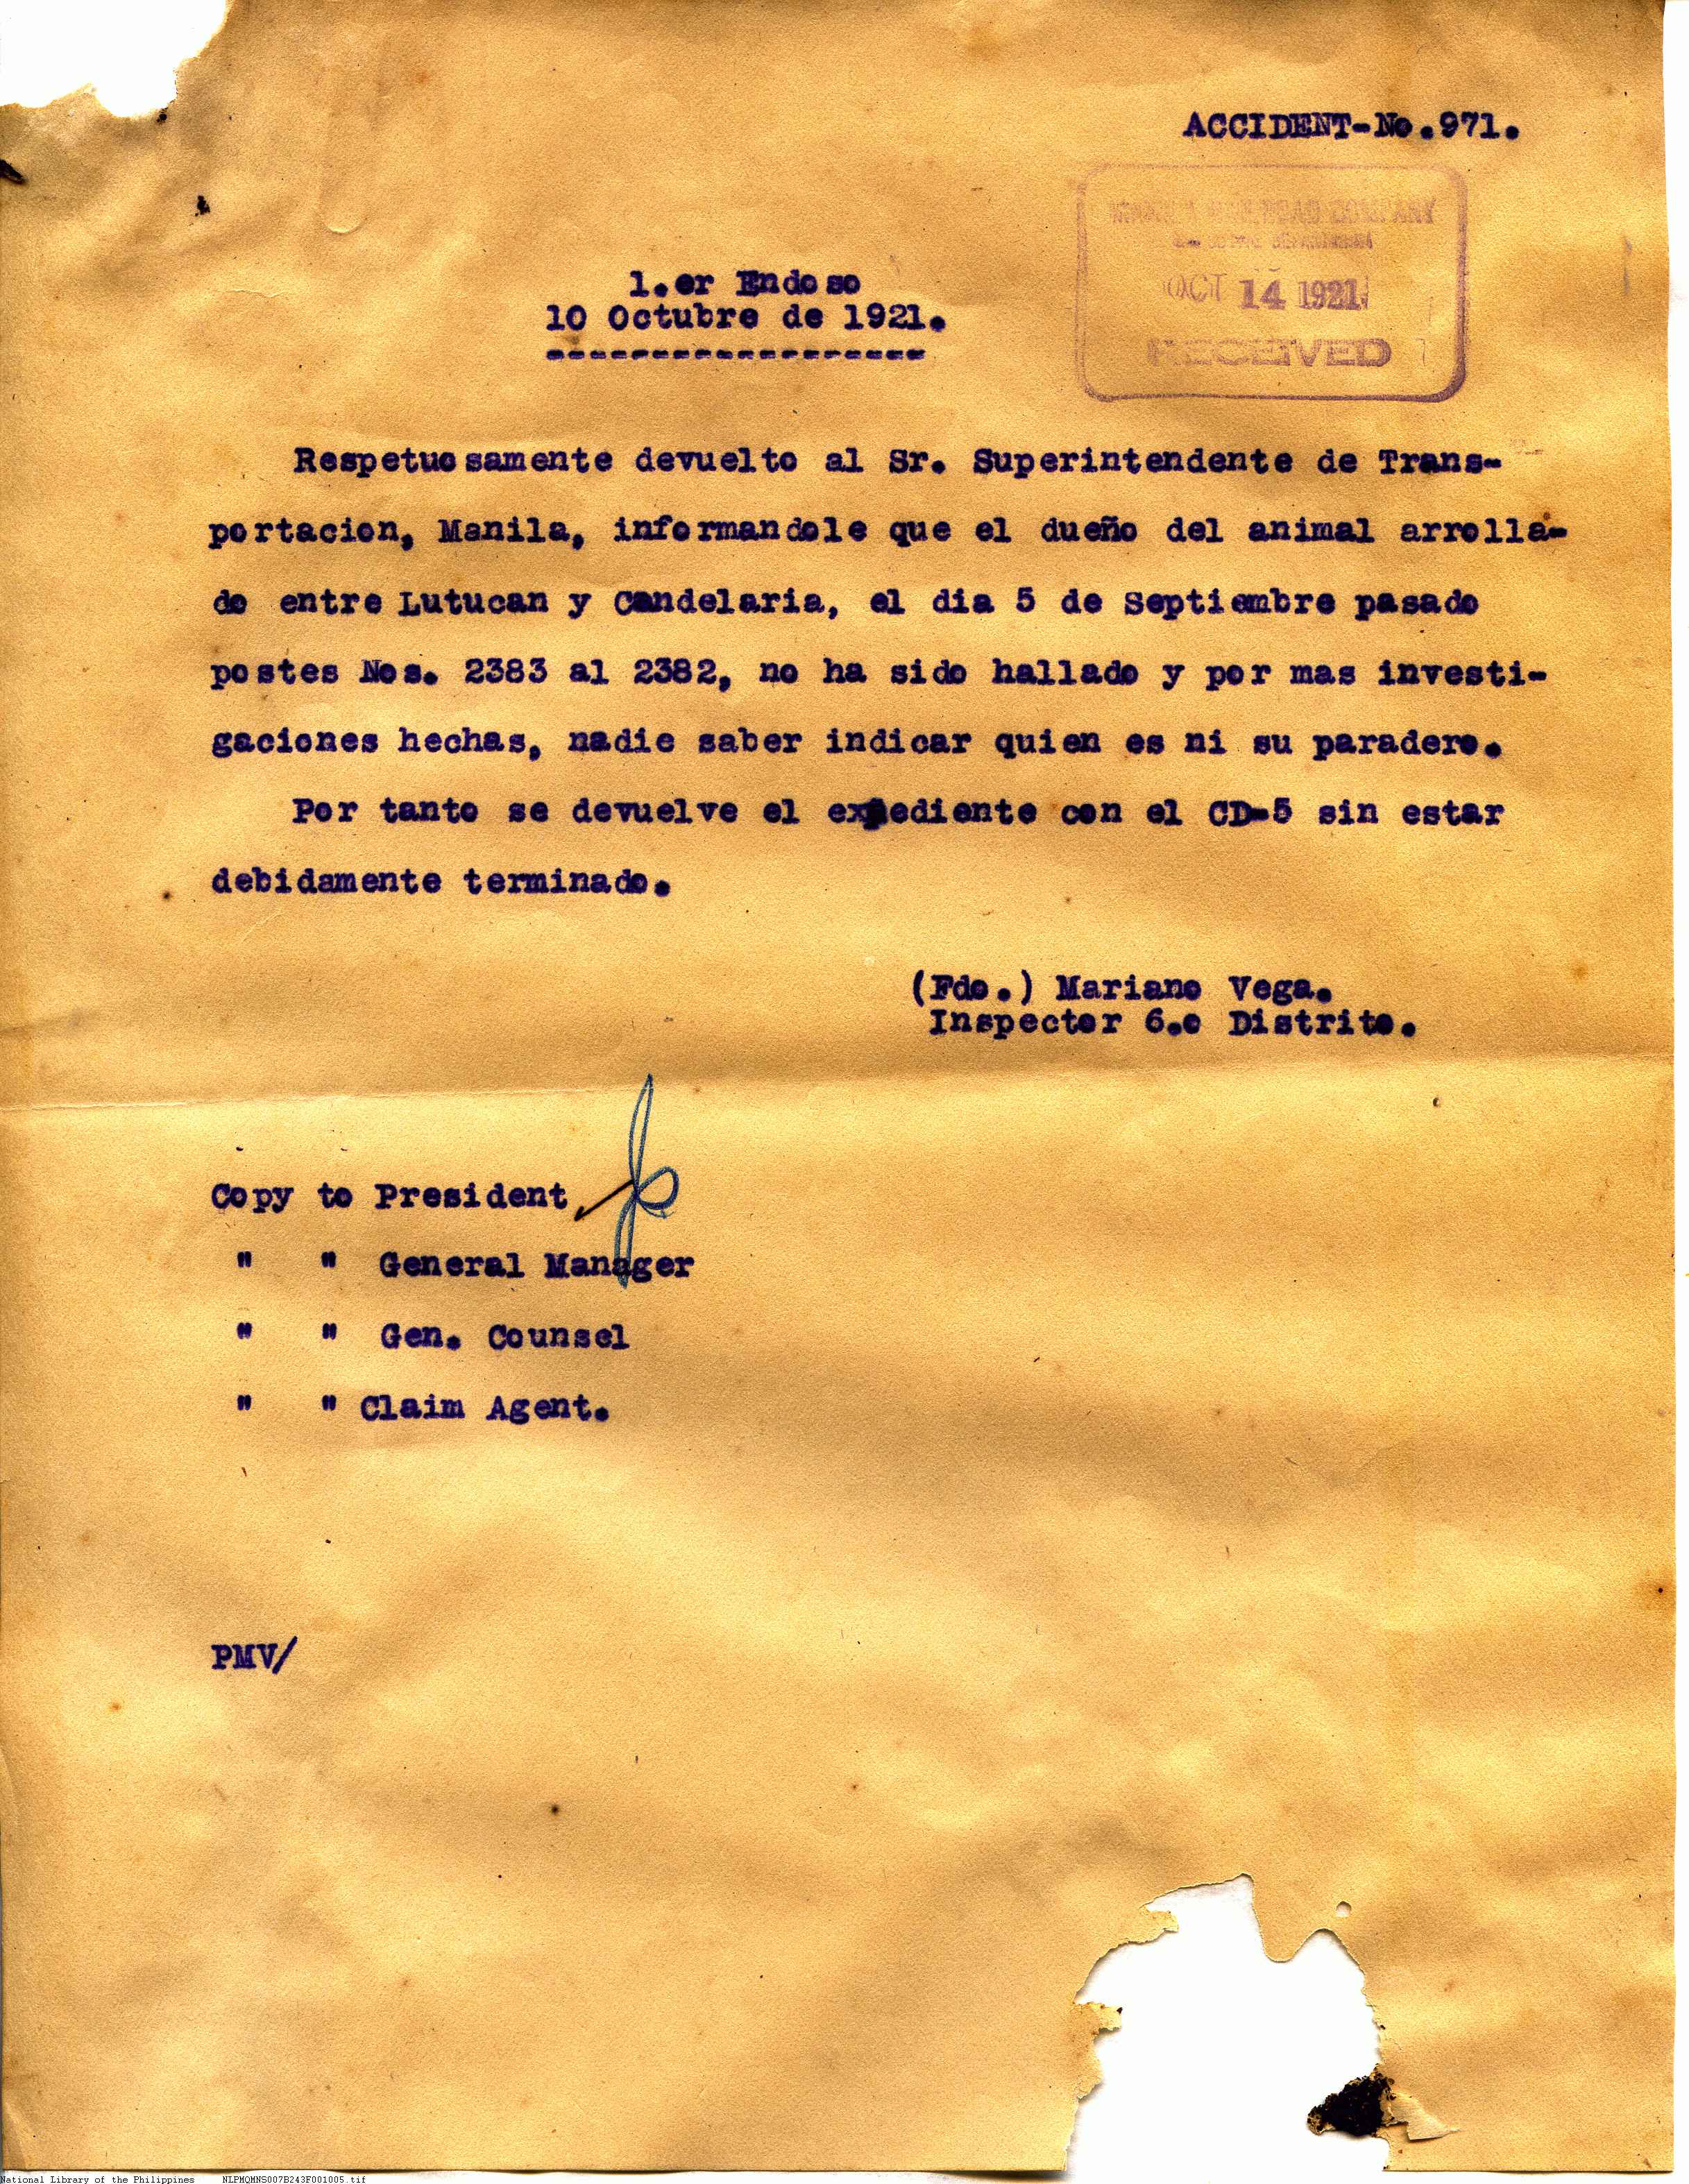 ACCIDENT-No.971.
MANILA RAILROAD COMPANY
OCT 14 1921
RECEIVED
1.er Endoso
10 Octubre de 1921.
------------------
Respetuosamente devuelto al Sr. Superintendente de Trans-
portacion, Manila, informandole que el dueño del animal arrolla-
do entre Lutucan y Candelaria, el dia 5 de Septiembre pasado
postes Nos. 2383 al 2382, no ha sido hallado y por mas investi-
gaciones hechas, nadie saber indicar quien es ni su paradero.
Por tanto se devuelve el expediente con el CD-5 sin estar
debidamente terminado.
(Fdo.) Mariano Vega.
Inspector 6.o Distrito.
Copy to President
" " General Manager
" " Gen. Counsel
" " Claim Agent.
PMV/
National Library of the Philippines NLPMQMNS007B243F001005.tif